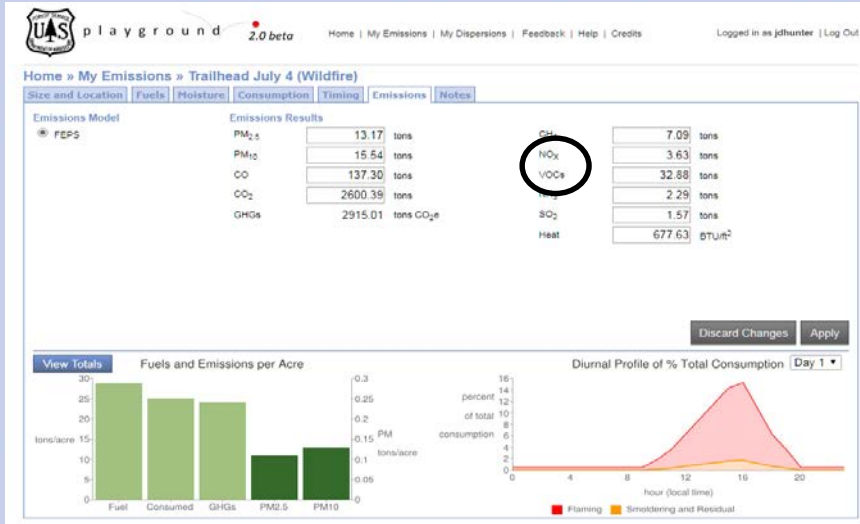 FOREST SERVICE
UAS
playground 2.0 beta
Home | My Emissions | My Dispersions | Feedback | Help | Credits
Logged in as jdhunter | Log Out
Home » My Emissions » Trailhead July 4 (Wildfire)
Size and Location Fuels Moisture Consumption Timing Emissions Notes
Emissions Model
FEPS
Emissions Results
PM2.5 13.17 tons
PM10 15.54 tons
CO 137.30 tons
CO2 2600.39 tons
GHGs 2915.01 tons CO2e
CH4 7.09 tons
NOX 3.63 tons
VOCs 32.88 tons
NH3 2.29 tons
SO2 1.57 tons
Heat 677.63 BTU/ft2
Discard Changes Apply
View Totals
Fuels and Emissions per Acre
30
25
20
tons/acre 15
10
5
0
0.3
0.25
0.2
0.15 PM
0.1 tons/acre
0.05
0
Fuel Consumed GHGs PM2.5 PM10
Diurnal Profile of % Total Consumption Day 1
percent
of total
consumption
16
14
12
10
8
6
4
2
0
0 4 8 12 16 20
hour (local time)
Flaming Smoldering and Residual